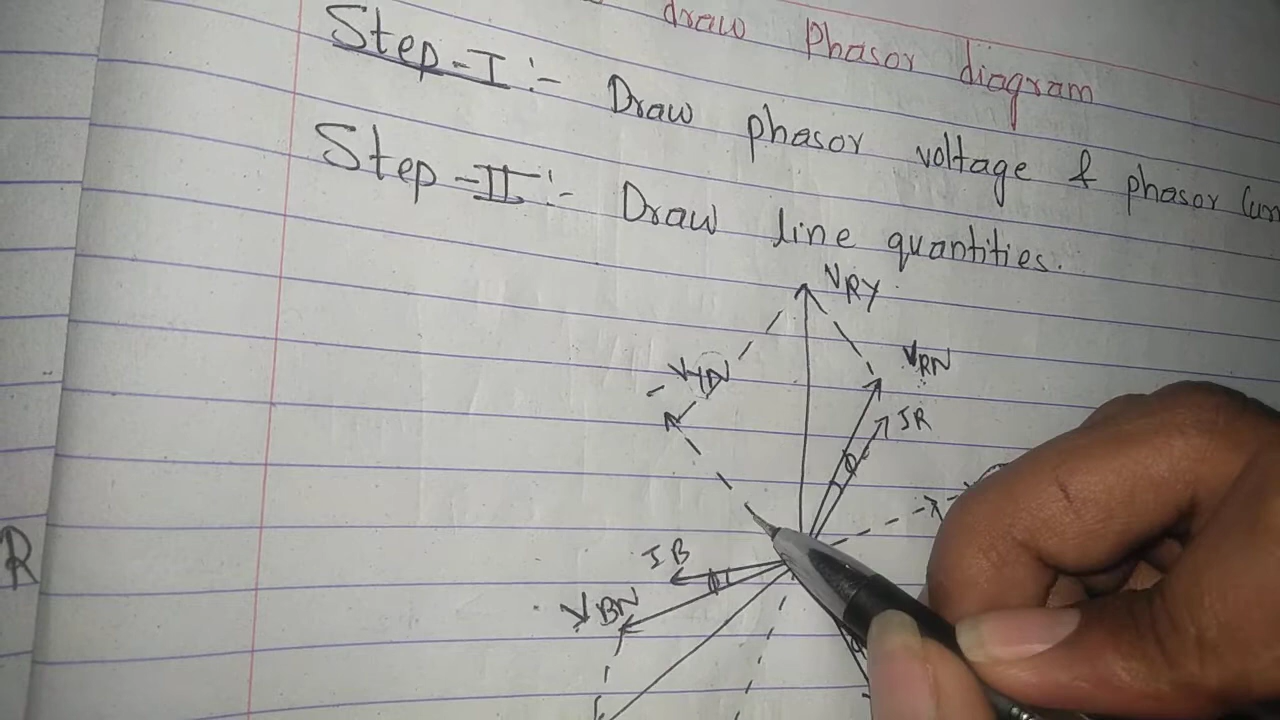 draw Phasor diagram
Step-I :- Draw phasor voltage & phasor
Step-II :- Draw line quantities.
VRY
VYN
VRN
IR
Φ
IB
Φ
VBN
R